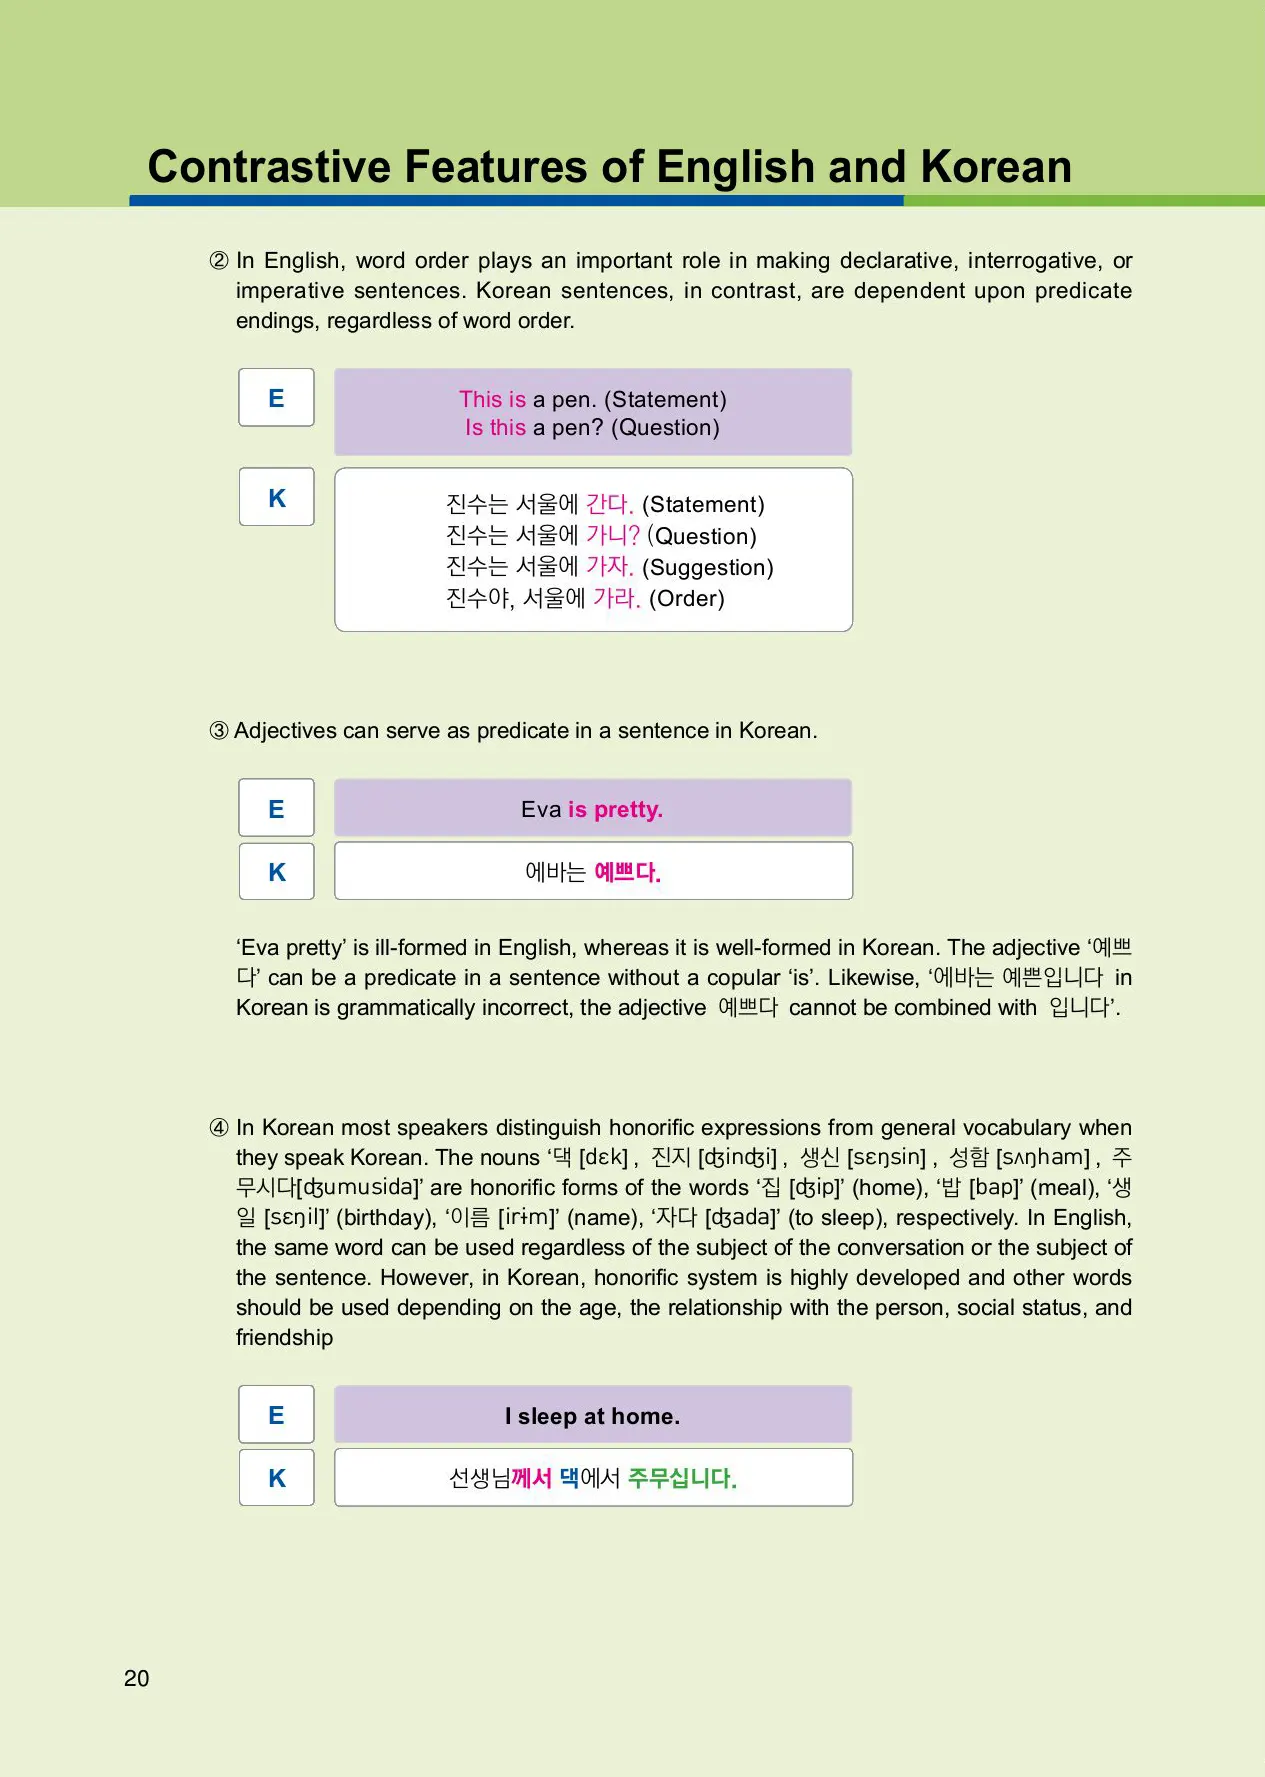 Contrastive Features of English and Korean
② In English, word order plays an important role in making declarative, interrogative, or
imperative sentences. Korean sentences, in contrast, are dependent upon predicate
endings, regardless of word order.
E
This is a pen. (Statement)
Is this a pen? (Question)
K
진수는 서울에 간다. (Statement)
진수는 서울에 가니? (Question)
진수는 서울에 가자. (Suggestion)
진수야, 서울에 가라. (Order)
③ Adjectives can serve as predicate in a sentence in Korean.
E
Eva is pretty.
K
에바는 예쁘다.
‘Eva pretty’ is ill-formed in English, whereas it is well-formed in Korean. The adjective ‘예쁘
다’ can be a predicate in a sentence without a copular ‘is’. Likewise, ‘에바는 예쁜입니다 in
Korean is grammatically incorrect, the adjective 예쁘다 cannot be combined with 입니다’.
④ In Korean most speakers distinguish honorific expressions from general vocabulary when
they speak Korean. The nouns ‘댁 [dɛk] , 진지 [ʤinʤi] , 생신 [sɛŋsin] , 성함 [sʌŋham] , 주
무시다[ʤumusida]’ are honorific forms of the words ‘집 [ʤip]’ (home), ‘밥 [bap]’ (meal), ‘생
일 [sɛŋil]’ (birthday), ‘이름 [irɨm]’ (name), ‘자다 [ʤada]’ (to sleep), respectively. In English,
the same word can be used regardless of the subject of the conversation or the subject of
the sentence. However, in Korean, honorific system is highly developed and other words
should be used depending on the age, the relationship with the person, social status, and
friendship
E
I sleep at home.
K
선생님께서 댁에서 주무십니다.
20